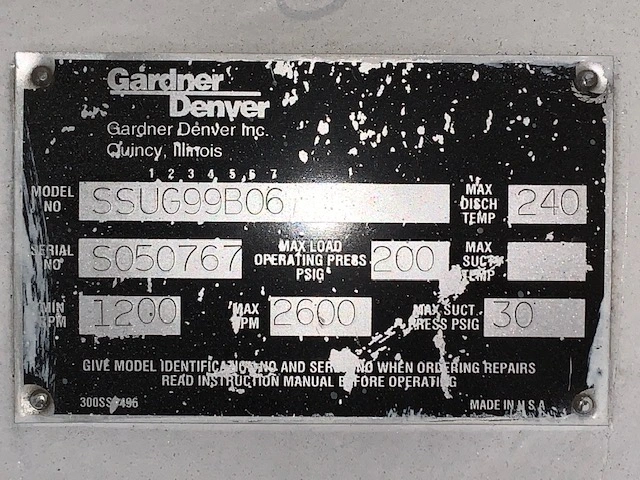 Gardner
Denver
Gardner Denver Inc.
Quincy, Illinois
1 2 3 4 5 6 7
MODEL NO SSUG99B06 MAX DISCH TEMP 240
SERIAL NO S050767 MAX LOAD OPERATING PRESS PSIG 200 MAX SUCT TEMP
MIN RPM 1200 MAX RPM 2600 MAX SUCT PRESS PSIG 30
GIVE MODEL IDENTIFICATION NO AND SERIAL NO WHEN ORDERING REPAIRS
READ INSTRUCTION MANUAL BEFORE OPERATING
MADE IN U.S.A.